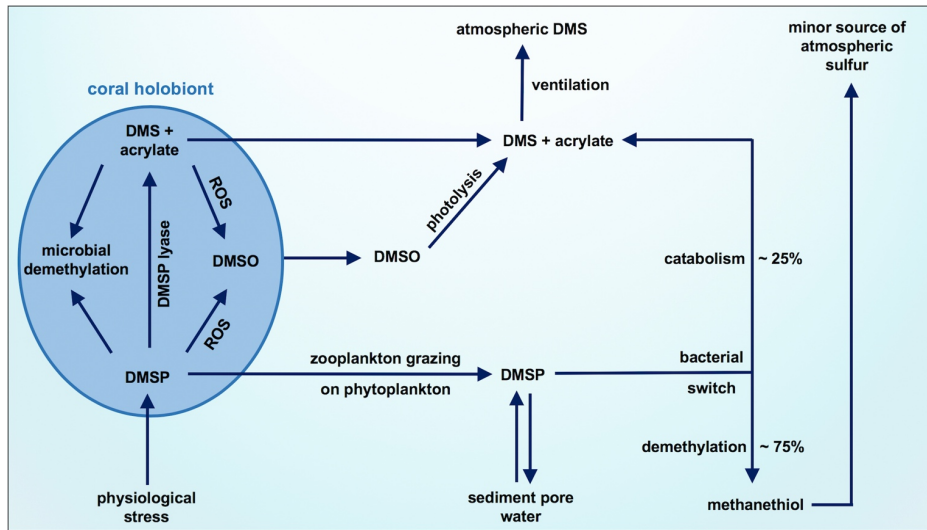 atmospheric DMS
minor source of
atmospheric
sulfur
ventilation
coral holobiont
DMS +
acrylate
DMS + acrylate
ROS
photolysis
microbial
demethylation
DMSP lyase
DMSO
DMSO
catabolism
~ 25%
ROS
DMSP
zooplankton grazing
on phytoplankton
DMSP
bacterial
switch
demethylation
~ 75%
physiological
stress
sediment pore
water
methanethiol